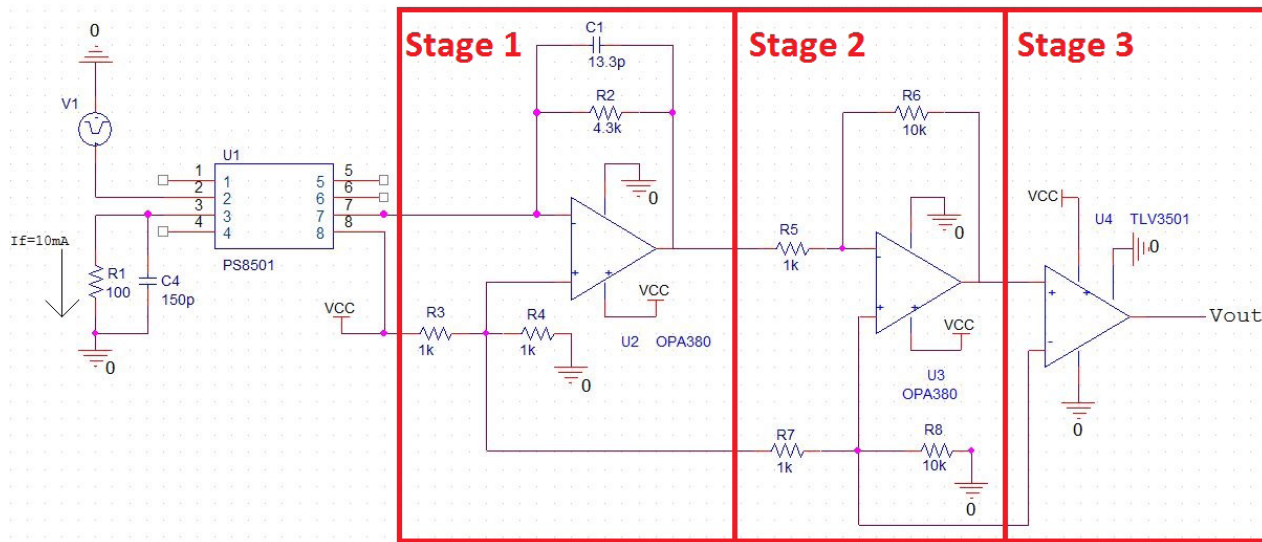 Stage 1
Stage 2
Stage 3
0
V1
U1
1
2
3
4
1
2
3
4
5
6
7
8
5
6
7
8
PS8501
If=10mA
R1
100
C4
150p
0
VCC
C1
13.3p
R2
4.3k
0
VCC
U2 OPA380
R3
1k
R4
1k
0
R5
1k
R6
10k
0
VCC
U3
OPA380
R7
1k
R8
10k
0
VCC
U4 TLV3501
0
0
Vout
+
-
+
+
-
+
+
-
+